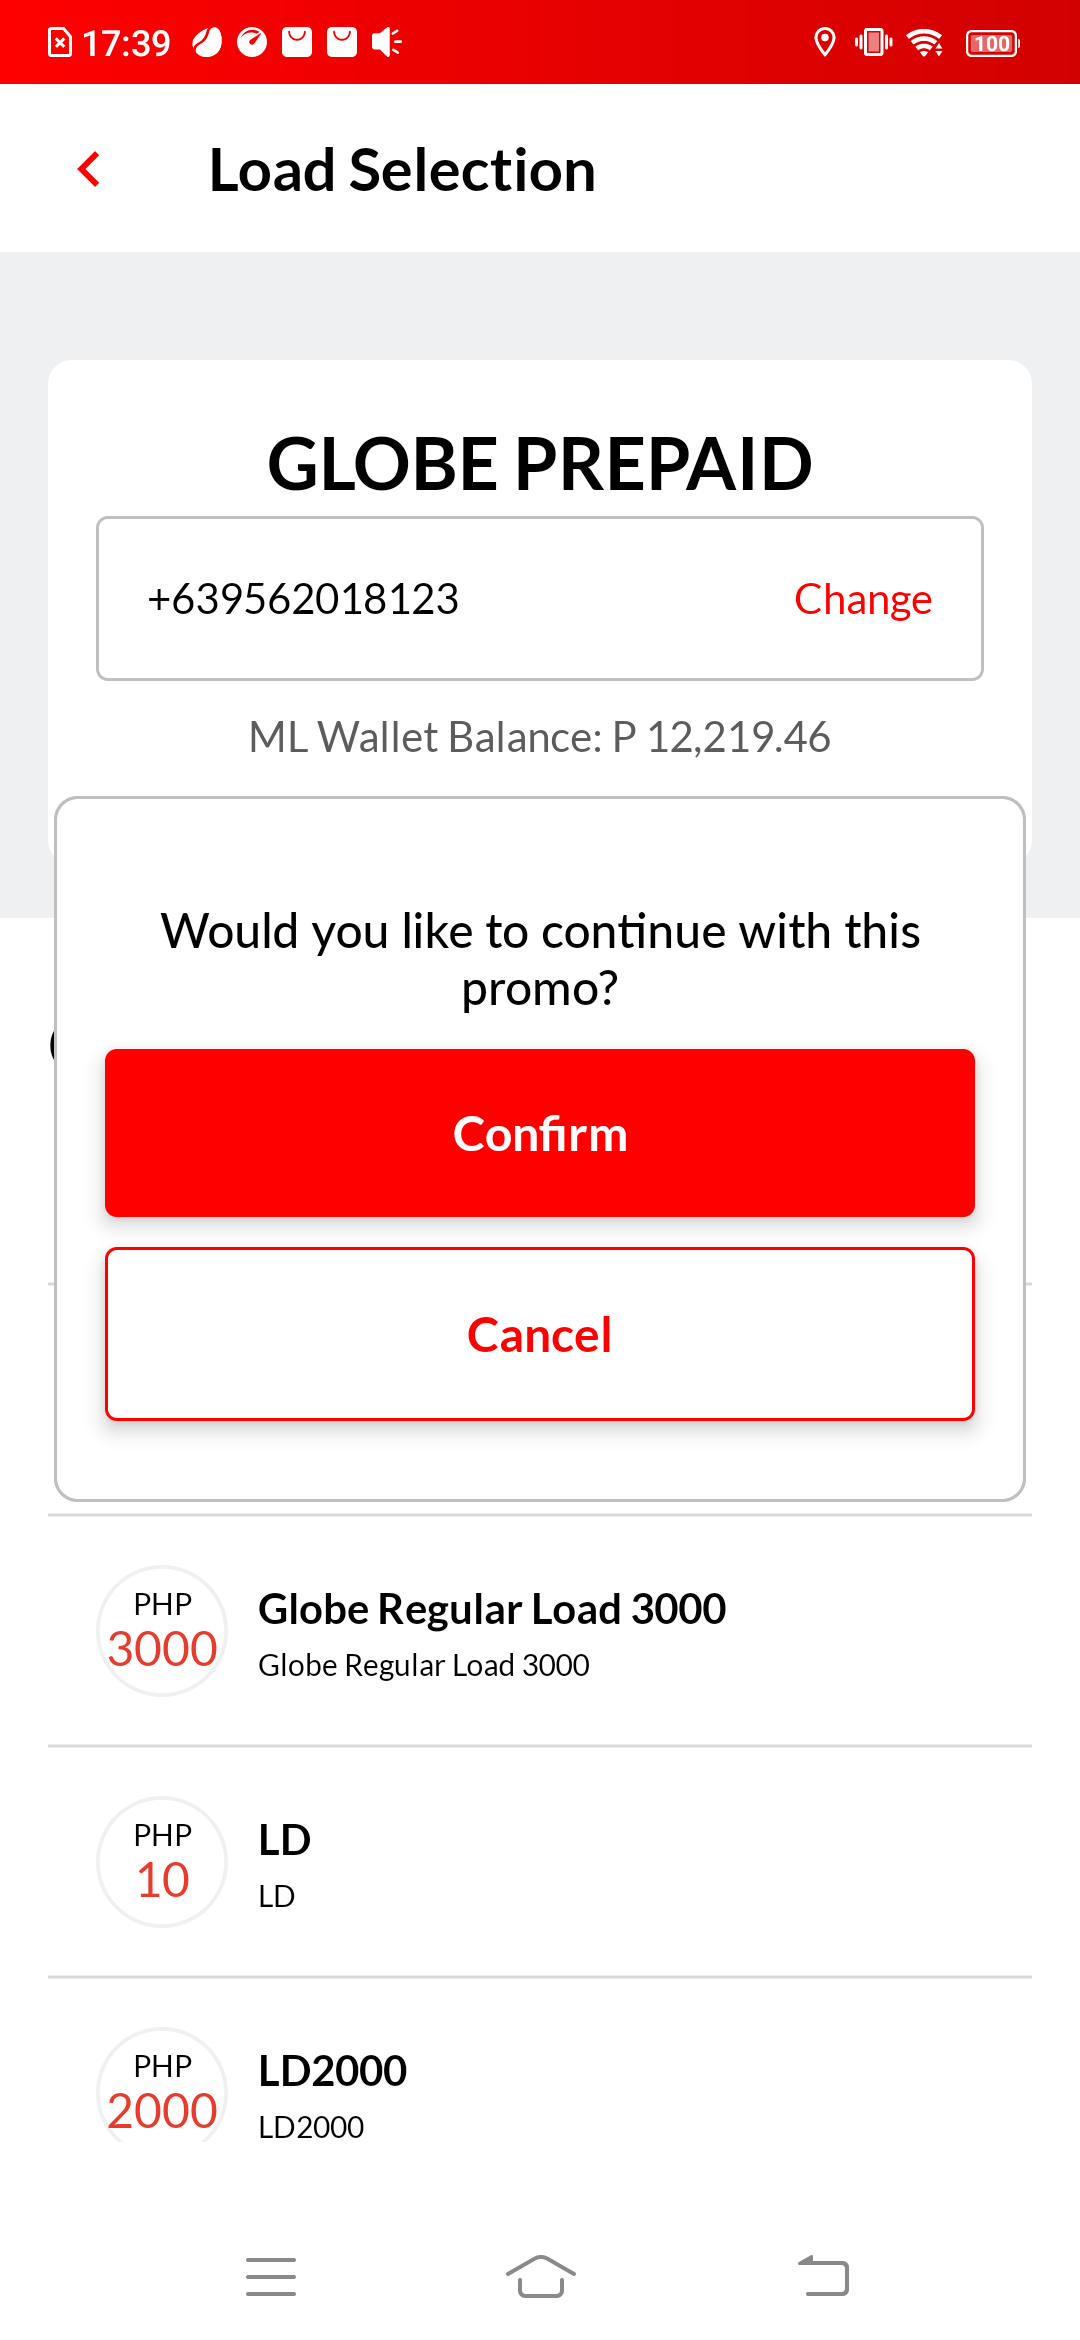 17:39
100
Load Selection
GLOBE PREPAID
+639562018123 Change
ML Wallet Balance: P 12,219.46
Would you like to continue with this
promo?
Confirm
Cancel
PHP
3000
Globe Regular Load 3000
Globe Regular Load 3000
PHP
10
LD
LD
PHP
2000
LD2000
LD2000